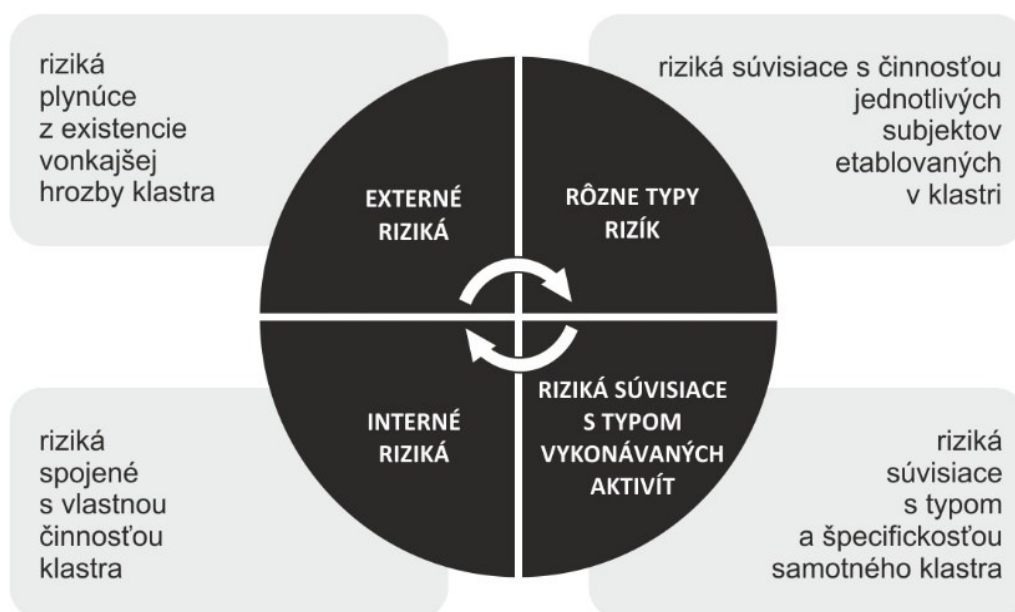 riziká
plynúce
z existencie
vonkajšej
hrozby klastra
EXTERNÉ
RIZIKÁ
RÔZNE TYPY
RIZÍK
riziká súvisiace s činnosťou
jednotlivých
subjektov
etablovaných
v klastri
riziká
spojené
s vlastnou
činnosťou
klastra
INTERNÉ
RIZIKÁ
RIZIKÁ SÚVISIACE
S TYPOM
VYKONÁVANÝCH
AKTIVÍT
riziká
súvisiace
s typom
a špecifickosťou
samotného klastra